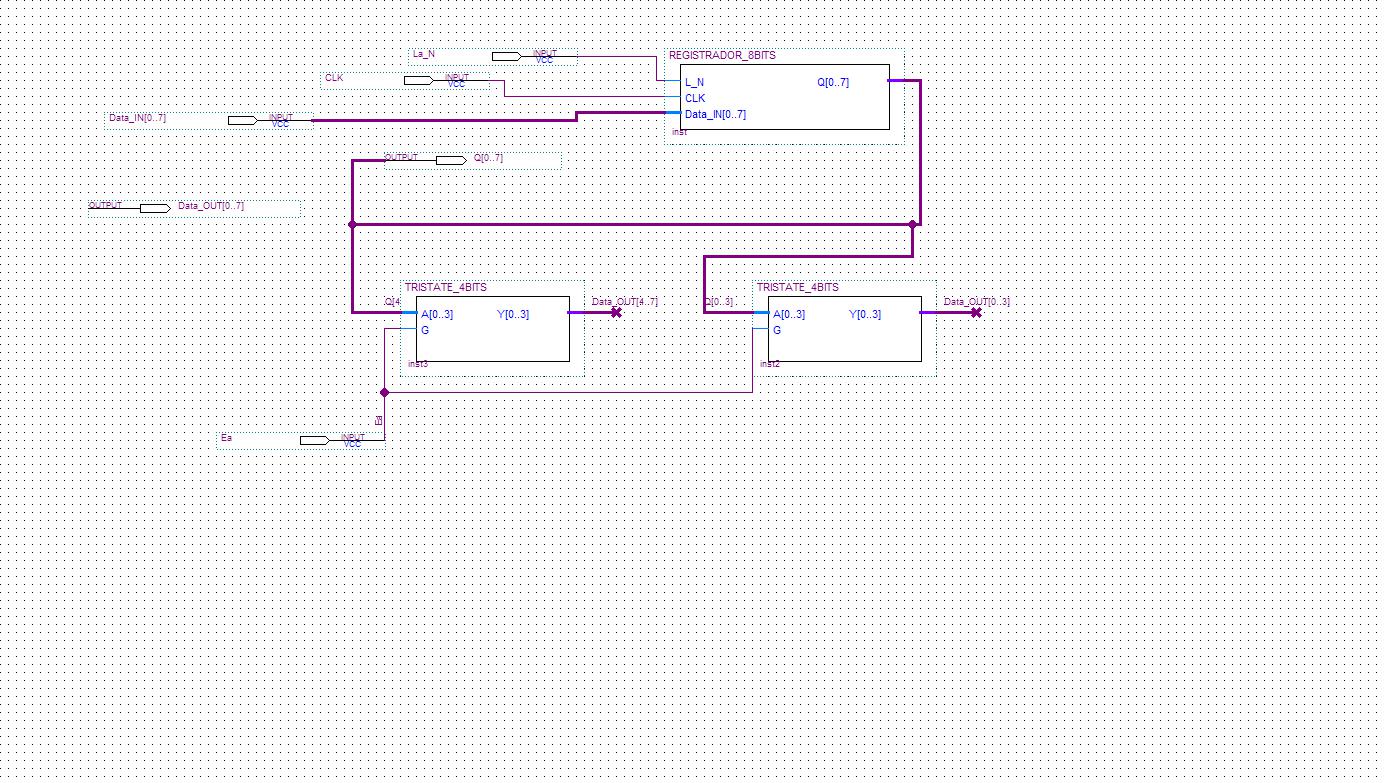 La_N
INPUT
VCC
REGISTRADOR_8BITS
CLK
INPUT
VCC
L_N
Q[0..7]
CLK
Data_IN[0..7]
INPUT
VCC
Data_IN[0..7]
inst
OUTPUT
Q[0..7]
OUTPUT
Data_OUT[0..7]
TRISTATE_4BITS
TRISTATE_4BITS
Q[4
Data_OUT[4..7]
Q[0..3]
Data_OUT[0..3]
A[0..3]
Y[0..3]
A[0..3]
Y[0..3]
G
G
inst3
inst2
Ea
Ea
INPUT
VCC